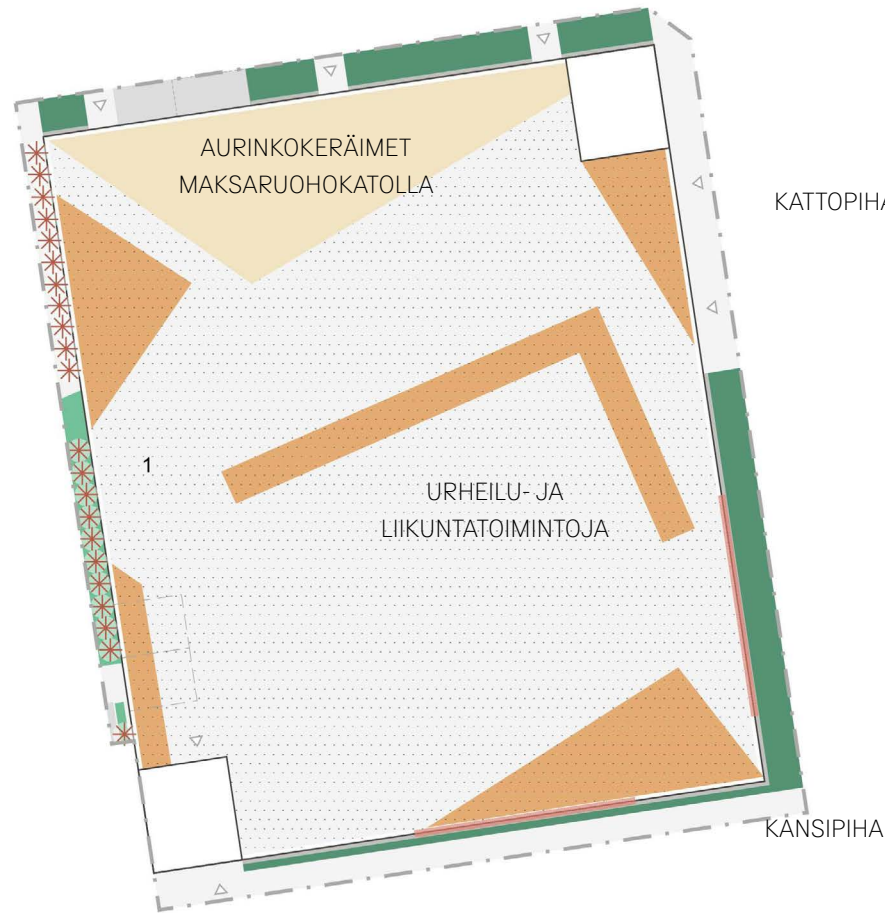 AURINKOKERÄIMET
MAKSARUOHOKATOLLA
KATTOPIHA
1
URHEILU- JA
LIIKUNTATOIMINTOJA
KANSIPIHA